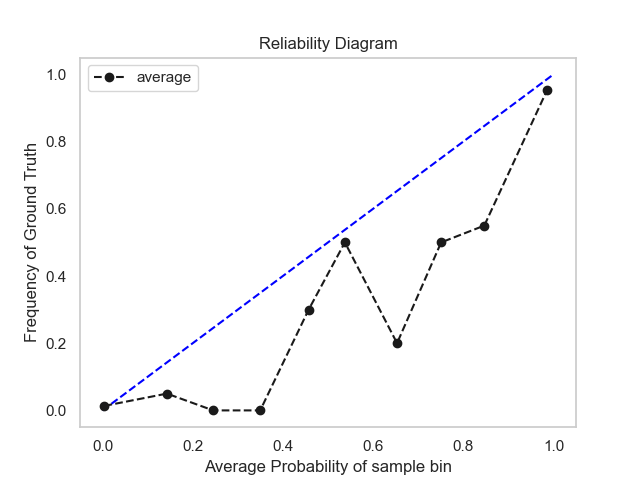 Reliability Diagram
average
1.0
0.8
0.6
0.4
0.2
0.0
Frequency of Ground Truth
0.0 0.2 0.4 0.6 0.8 1.0
Average Probability of sample bin